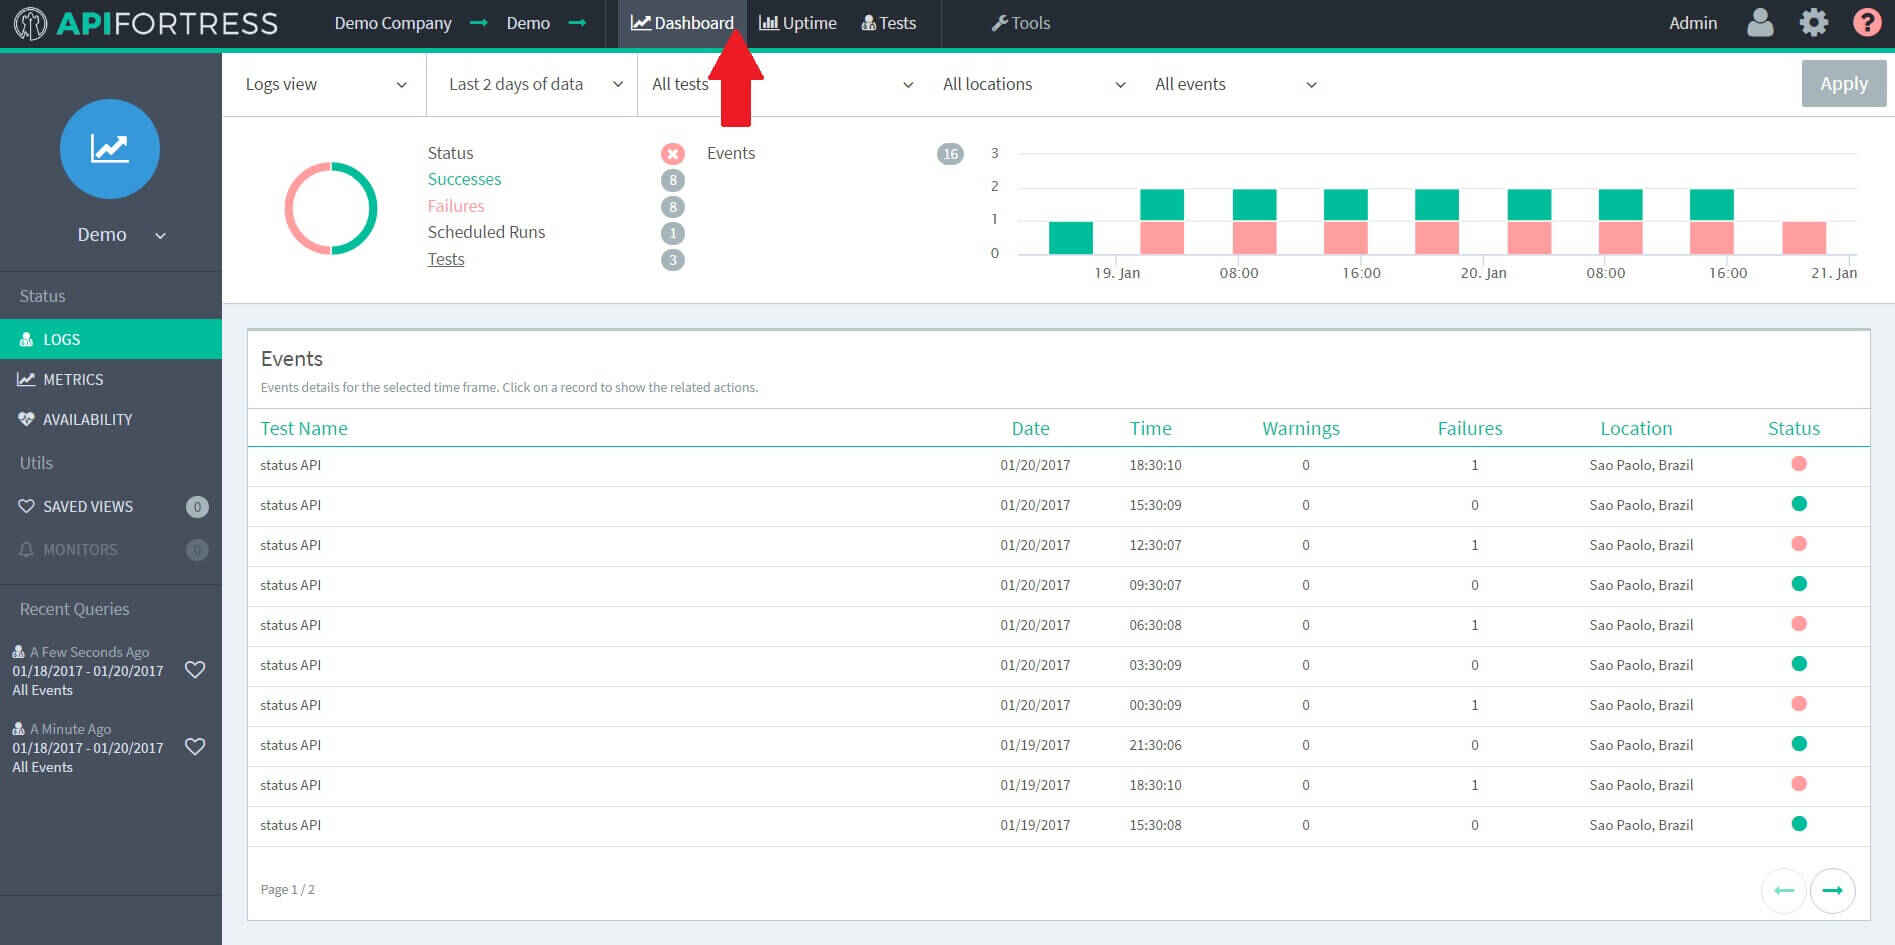 APIFORTRESS Demo Company Demo Dashboard Uptime Tests Tools Admin ?
Logs view Last 2 days of data All tests All locations All events Apply
Demo
Status
LOGS
METRICS
AVAILABILITY
Utils
SAVED VIEWS 0
MONITORS 0
Recent Queries
A Few Seconds Ago
01/18/2017 - 01/20/2017
All Events
A Minute Ago
01/18/2017 - 01/20/2017
All Events
Status
Successes 8
Failures 8
Scheduled Runs 1
Tests 3
Events 16
3
2
1
0
19. Jan 08:00 16:00 20. Jan 08:00 16:00 21. Jan
Events
Events details for the selected time frame. Click on a record to show the related actions.
Test Name Date Time Warnings Failures Location Status
status API 01/20/2017 18:30:10 0 1 Sao Paolo, Brazil
status API 01/20/2017 15:30:09 0 0 Sao Paolo, Brazil
status API 01/20/2017 12:30:07 0 1 Sao Paolo, Brazil
status API 01/20/2017 09:30:07 0 0 Sao Paolo, Brazil
status API 01/20/2017 06:30:08 0 1 Sao Paolo, Brazil
status API 01/20/2017 03:30:09 0 0 Sao Paolo, Brazil
status API 01/20/2017 00:30:09 0 1 Sao Paolo, Brazil
status API 01/19/2017 21:30:06 0 0 Sao Paolo, Brazil
status API 01/19/2017 18:30:10 0 1 Sao Paolo, Brazil
status API 01/19/2017 15:30:08 0 0 Sao Paolo, Brazil
Page 1 / 2